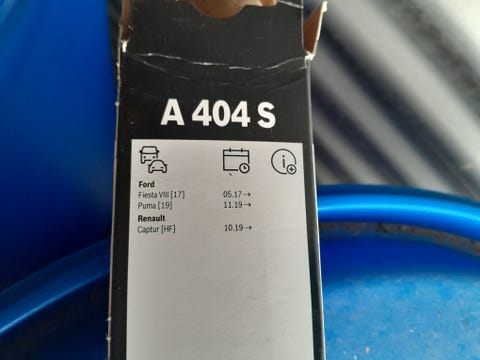 A 404 S
Ford
Fiesta VIII [17] 05.17 →
Puma [19] 11.19 →
Renault
Captur [HF] 10.19 →